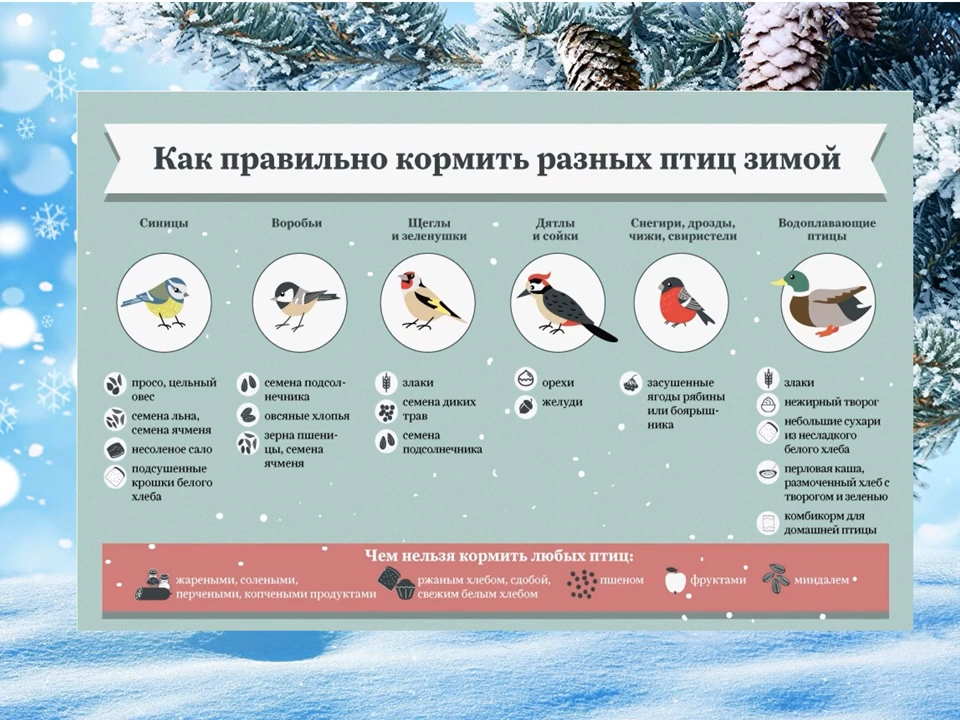 Как правильно кормить разных птиц зимой
Синицы
просо, цельный
овес
семена льна,
семена ячменя
несоленое сало
подсушенные
крошки белого
хлеба
Воробьи
семена подсол-
нечника
овсяные хлопья
зерна пшени-
цы, семена
ячменя
Щеглы
и зеленушки
злаки
семена диких
трав
семена
подсолнечника
Дятлы
и сойки
орехи
желуди
Снегири, дрозды,
чижи, свиристели
засушенные
ягоды рябины
или боярыш-
ника
Водоплавающие
птицы
злаки
нежирный творог
небольшие сухари
из несладкого
белого хлеба
перловая каша,
размоченный хлеб с
творогом и зеленью
комбикорм для
домашней птицы
Чем нельзя кормить любых птиц:
жареными, солеными,
перчеными, копчеными продуктами
ржаным хлебом, сдобой,
свежим белым хлебом
пшеном
фруктами
миндалем